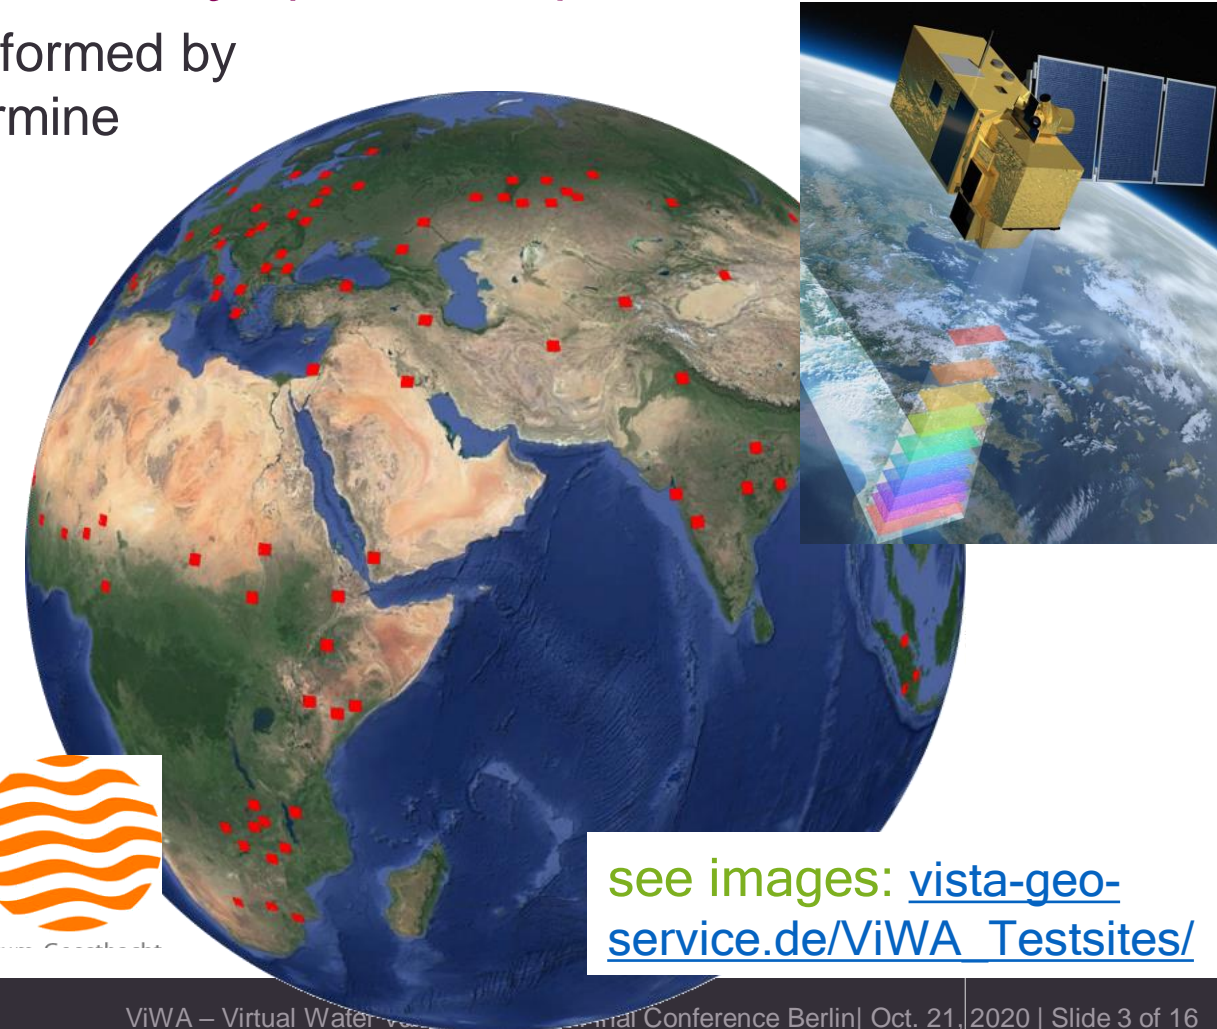 formed by
rmine
see images: vista-geo-
service.de/ViWA_Testsites/
ViWA – Virtual Water Conference Berlin| Oct. 21, 2020 | Slide 3 of 16